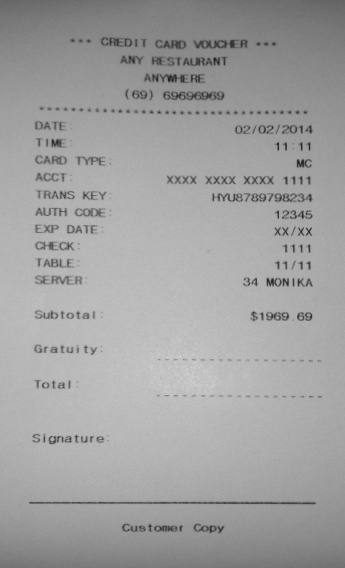 *** CREDIT CARD VOUCHER ***
ANY RESTAURANT
ANYWHERE
(69) 69696969
DATE: 02/02/2014
TIME: 11:11
CARD TYPE: MC
ACCT: XXXX XXXX XXXX 1111
TRANS KEY: HYU8789798234
AUTH CODE: 12345
EXP DATE: XX/XX
CHECK: 1111
TABLE: 11/11
SERVER: 34 MONIKA
Subtotal: $1969.69
Gratuity:
Total:
Signature:
Customer Copy